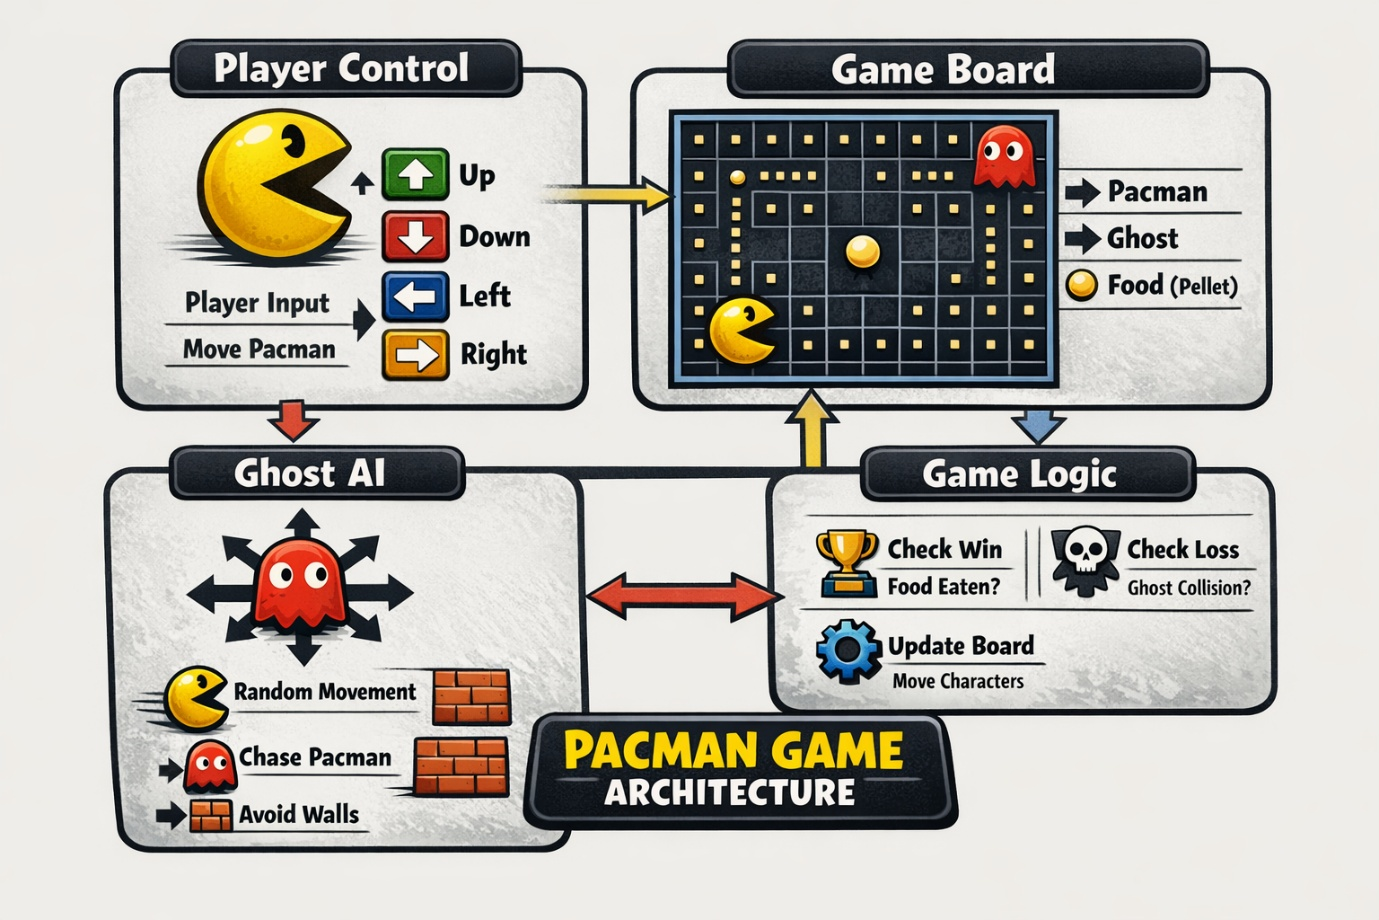 Player Control
Up
Down
Left
Right
Player Input
Move Pacman
Game Board
Pacman
Ghost
Food (Pellet)
Ghost AI
Random Movement
Chase Pacman
Avoid Walls
Game Logic
Check Win
Food Eaten?
Check Loss
Ghost Collision?
Update Board
Move Characters
PACMAN GAME
ARCHITECTURE